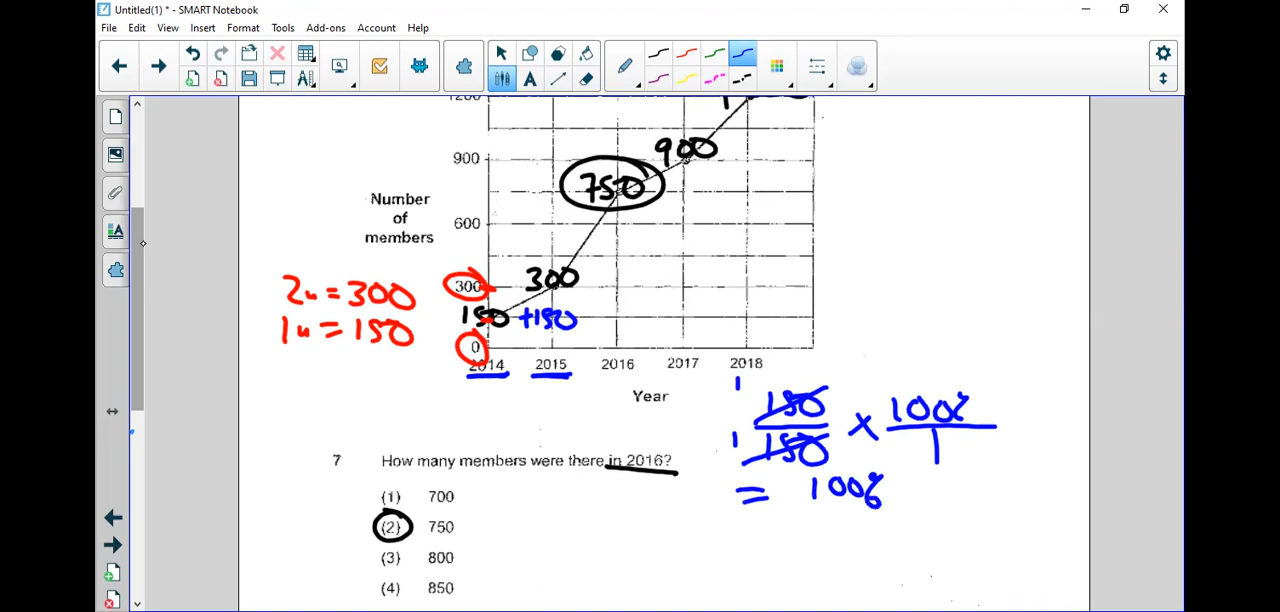 Untitled(1) * - SMART Notebook
File Edit View Insert Format Tools Add-ons Account Help
1200
900
900
750
Number
of
members
600
300
300
2u = 300
1u = 150
150
+150
0
2014 2015 2016 2017 2018
Year
1
150
100%
×
1
150
1
= 100%
7 How many members were there in 2016?
(1) 700
(2) 750
(3) 800
(4) 850